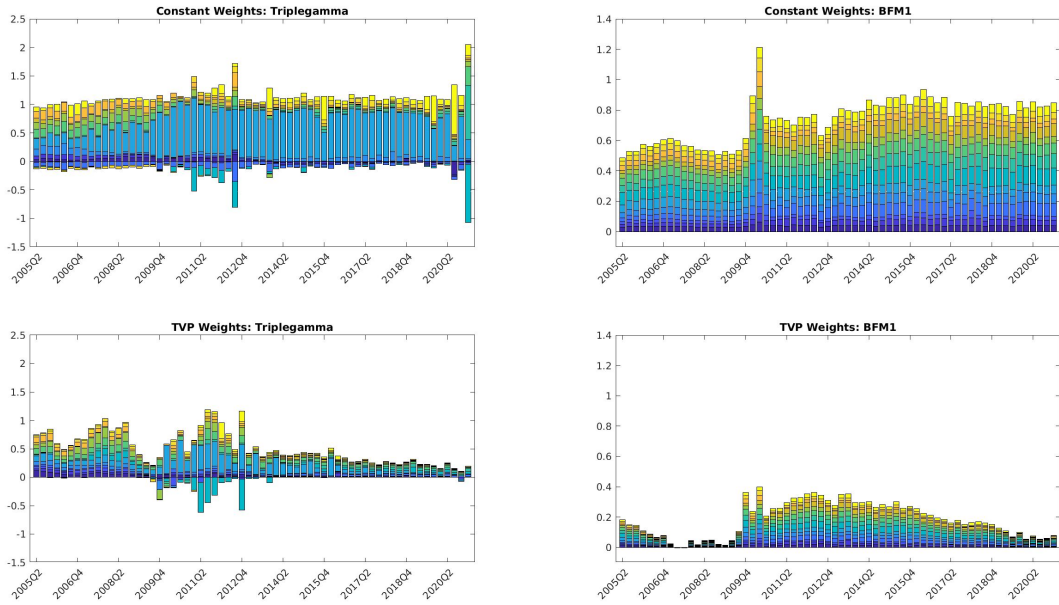 Constant Weights: Triplegamma
2.5
2
1.5
1
0.5
0
-0.5
-1
-1.5
2005Q2
2006Q4
2008Q2
2009Q4
2011Q2
2012Q4
2014Q2
2015Q4
2017Q2
2018Q4
2020Q2
Constant Weights: BFM1
1.4
1.2
1
0.8
0.6
0.4
0.2
0
2005Q2
2006Q4
2008Q2
2009Q4
2011Q2
2012Q4
2014Q2
2015Q4
2017Q2
2018Q4
2020Q2
TVP Weights: Triplegamma
2.5
2
1.5
1
0.5
0
-0.5
-1
-1.5
2005Q2
2006Q4
2008Q2
2009Q4
2011Q2
2012Q4
2014Q2
2015Q4
2017Q2
2018Q4
2020Q2
TVP Weights: BFM1
1.4
1.2
1
0.8
0.6
0.4
0.2
0
2005Q2
2006Q4
2008Q2
2009Q4
2011Q2
2012Q4
2014Q2
2015Q4
2017Q2
2018Q4
2020Q2